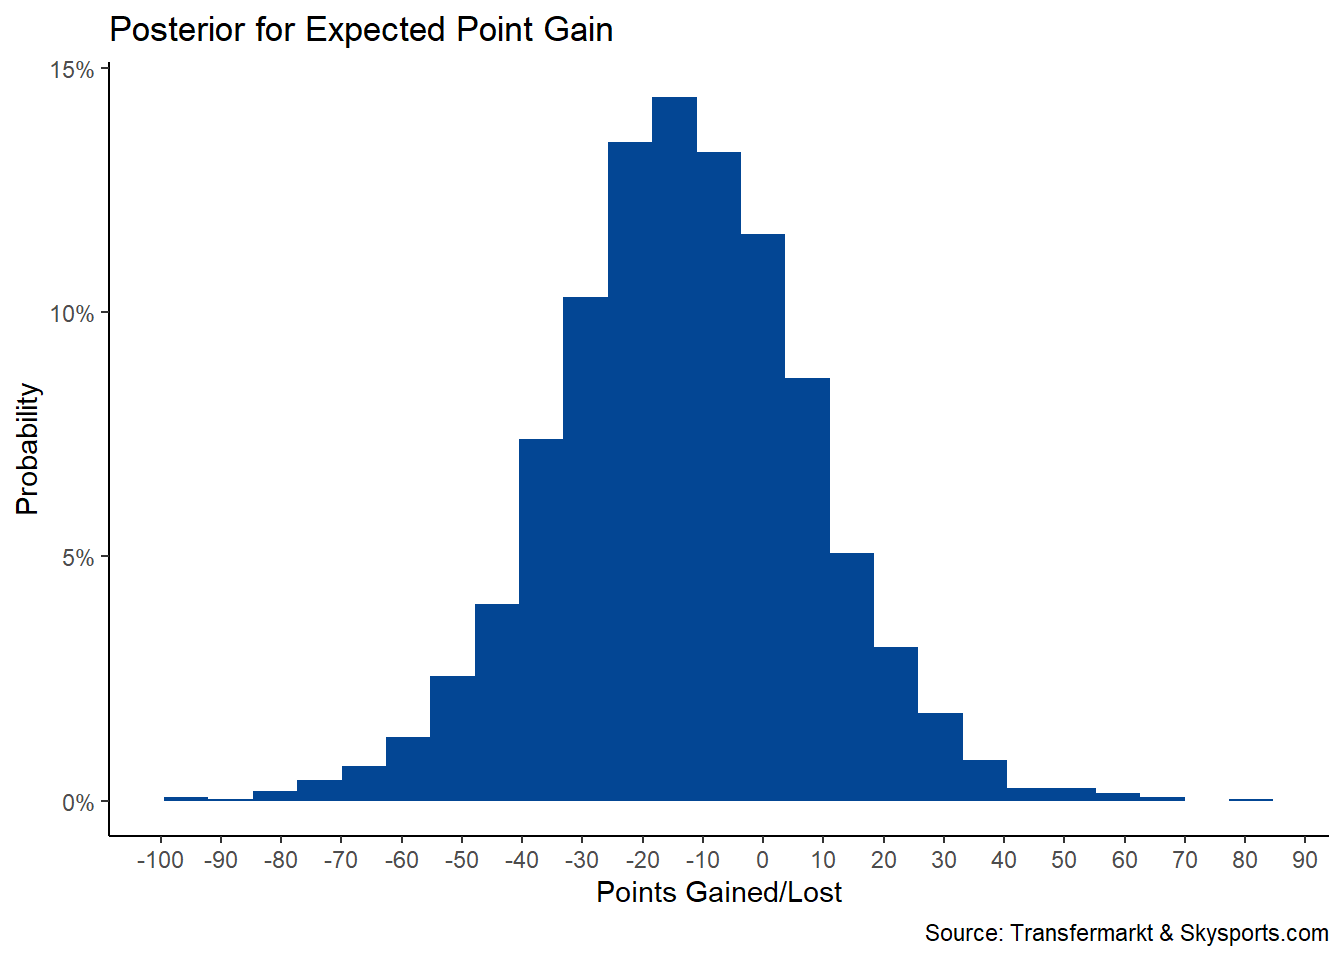 Posterior for Expected Point Gain
15%
10%
5%
0%
Probability
-100 -90 -80 -70 -60 -50 -40 -30 -20 -10 0 10 20 30 40 50 60 70 80 90
Points Gained/Lost
Source: Transfermarkt & Skysports.com